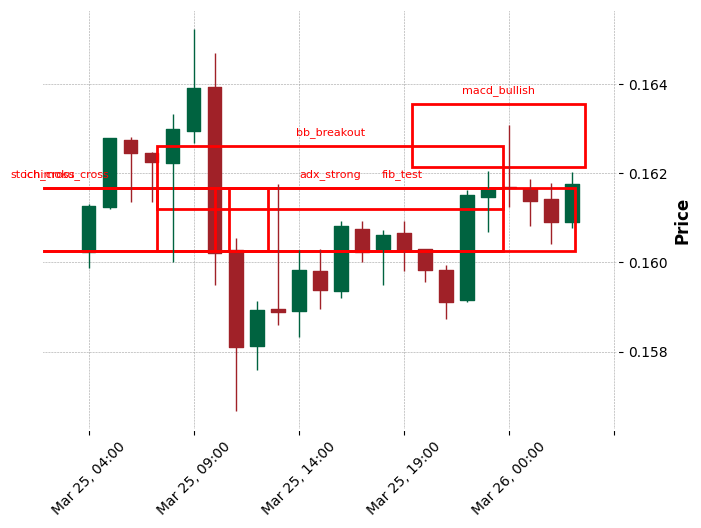 0.164
macd_bullish
bb_breakout
0.162
stoch_cross
ichimoku_cross
adx_strong
fib_test
Price
0.160
0.158
Mar 25, 04:00
Mar 25, 09:00
Mar 25, 14:00
Mar 25, 19:00
Mar 26, 00:00